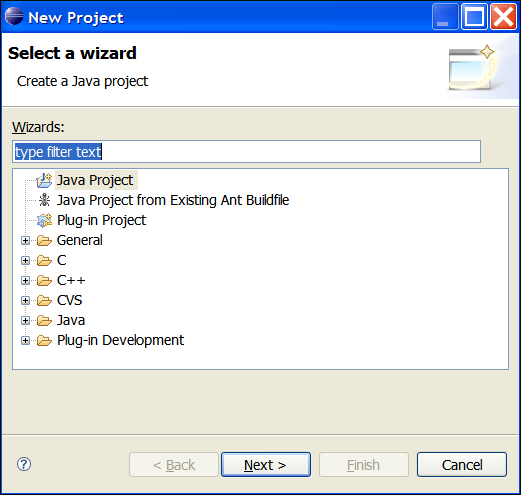 New Project
Select a wizard
Create a Java project
Wizards:
type filter text
Java Project
Java Project from Existing Ant Buildfile
Plug-in Project
General
C
C++
CVS
Java
Plug-in Development
? < Back Next > Finish Cancel